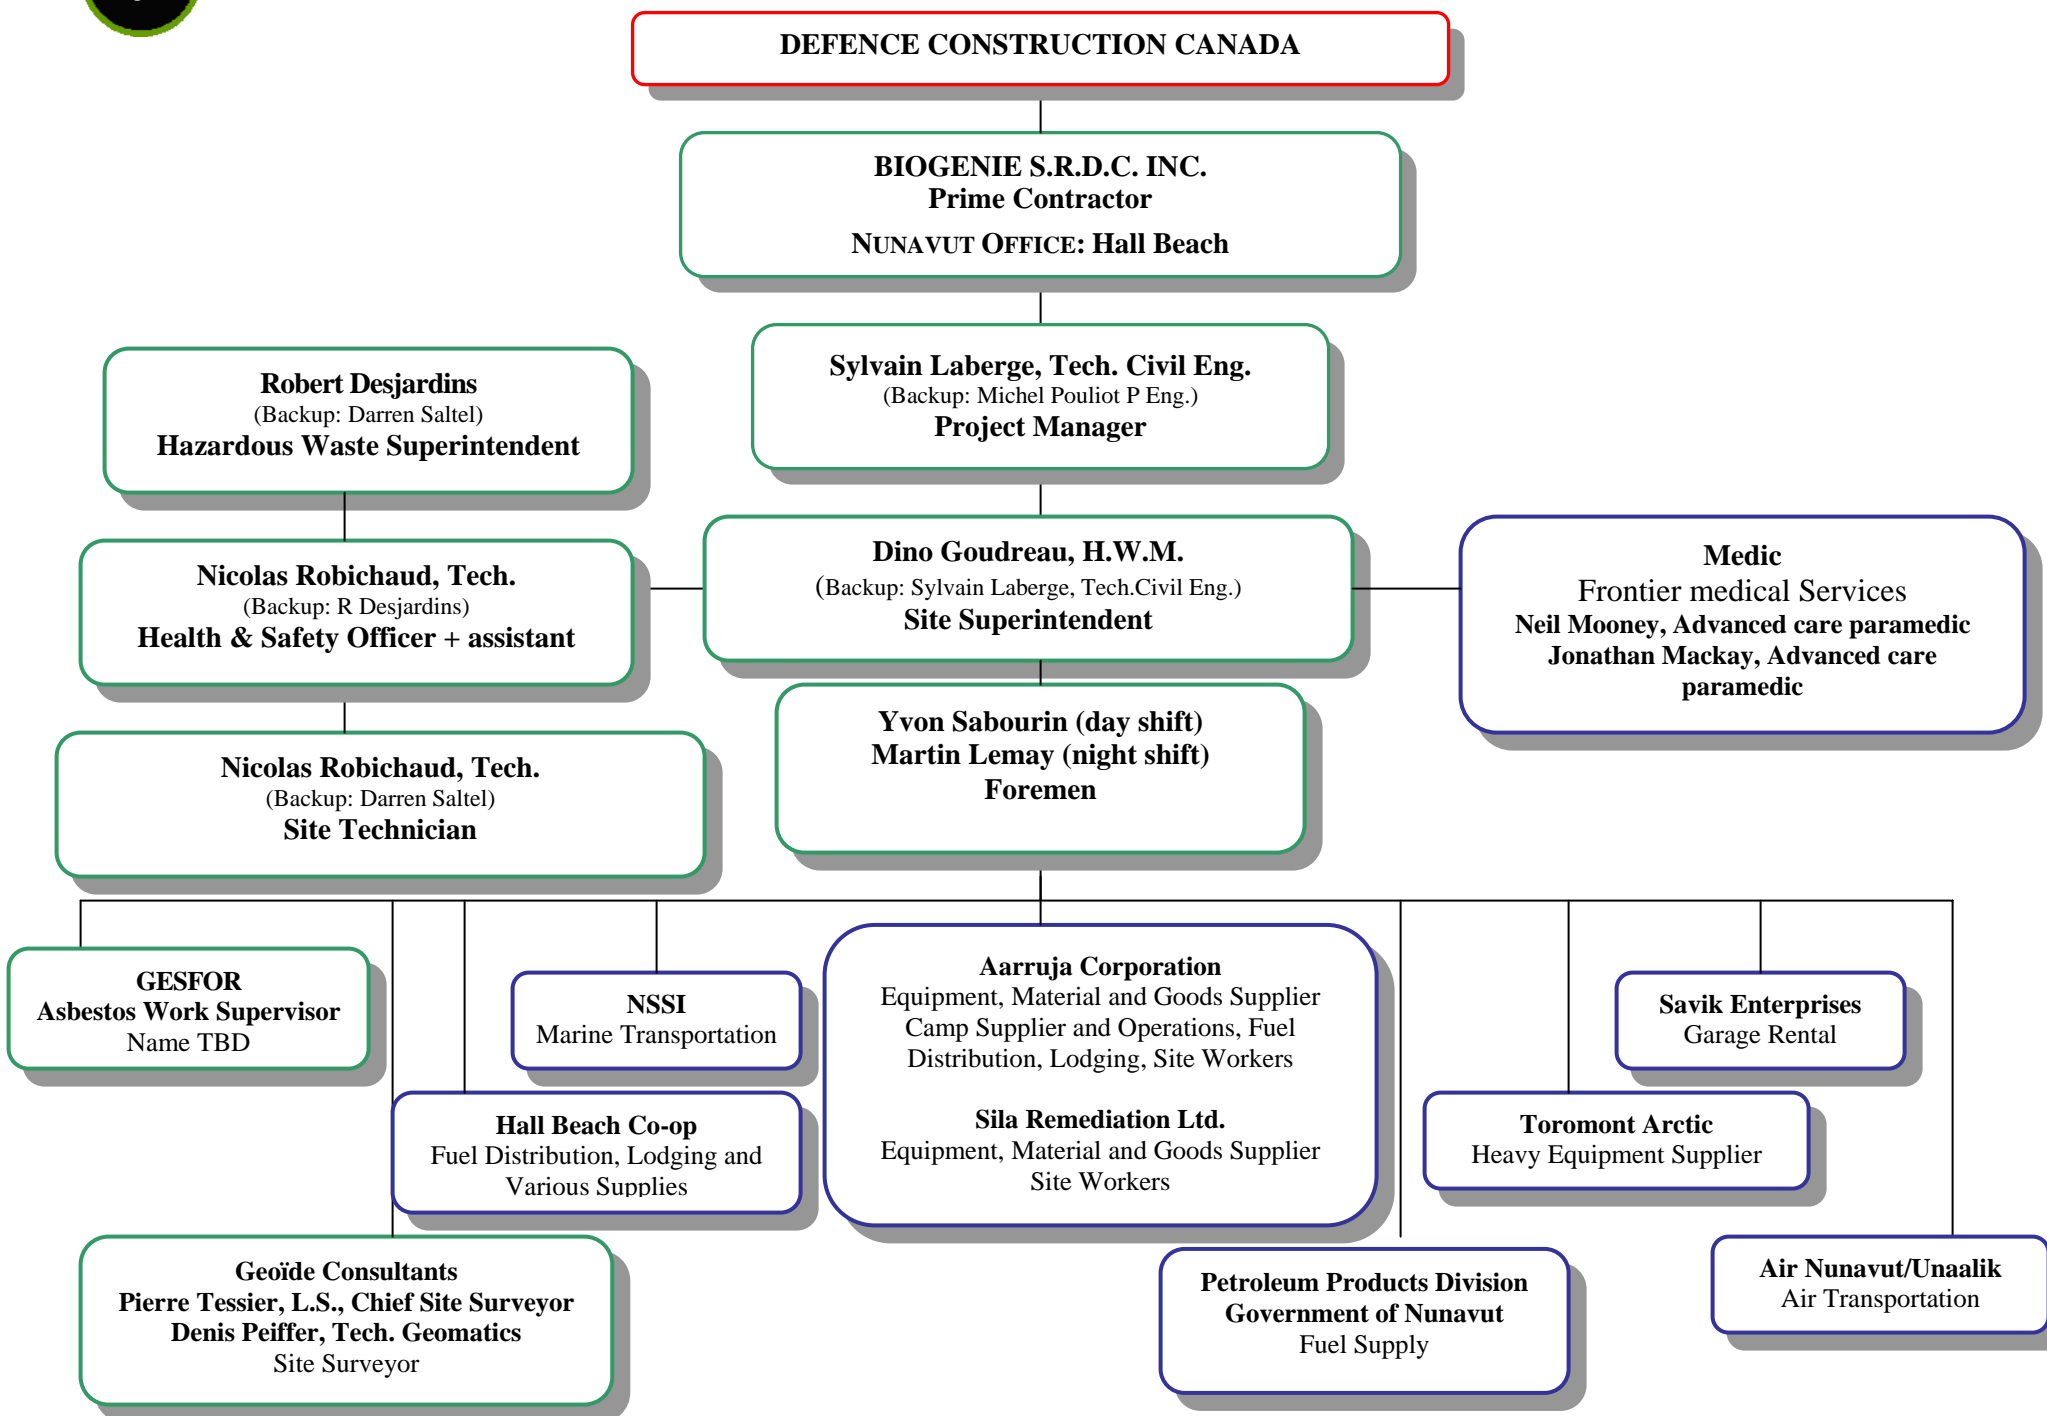 DEFENCE CONSTRUCTION CANADA
BIOGENIE S.R.D.C. INC.
Prime Contractor
NUNAVUT OFFICE: Hall Beach
Sylvain Laberge, Tech. Civil Eng.
(Backup: Michel Pouliot P Eng.)
Project Manager
Robert Desjardins
(Backup: Darren Saltel)
Hazardous Waste Superintendent
Nicolas Robichaud, Tech.
(Backup: R Desjardins)
Health & Safety Officer + assistant
Dino Goudreau, H.W.M.
(Backup: Sylvain Laberge, Tech.Civil Eng.)
Site Superintendent
Medic
Frontier medical Services
Neil Mooney, Advanced care paramedic
Jonathan Mackay, Advanced care
paramedic
Nicolas Robichaud, Tech.
(Backup: Darren Saltel)
Site Technician
Yvon Sabourin (day shift)
Martin Lemay (night shift)
Foremen
GESFOR
Asbestos Work Supervisor
Name TBD
NSSI
Marine Transportation
Aarruja Corporation
Equipment, Material and Goods Supplier
Camp Supplier and Operations, Fuel
Distribution, Lodging, Site Workers
Sila Remediation Ltd.
Equipment, Material and Goods Supplier
Site Workers
Savik Enterprises
Garage Rental
Hall Beach Co-op
Fuel Distribution, Lodging and
Various Supplies
Toromont Arctic
Heavy Equipment Supplier
Geoïde Consultants
Pierre Tessier, L.S., Chief Site Surveyor
Denis Peiffer, Tech. Geomatics
Site Surveyor
Petroleum Products Division
Government of Nunavut
Fuel Supply
Air Nunavut/Unaalik
Air Transportation